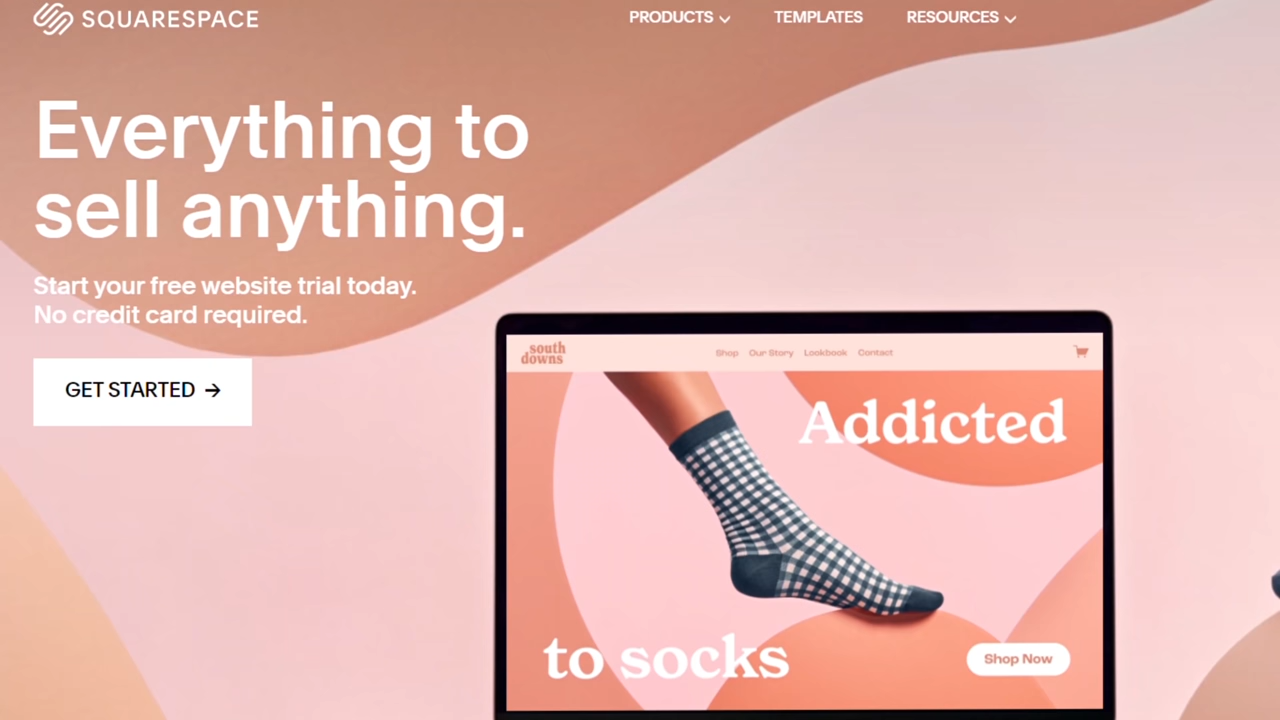 SQUARESPACE
PRODUCTS
TEMPLATES
RESOURCES
Everything to
sell anything.
Start your free website trial today.
No credit card required.
GET STARTED →
south
downs
Shop Our Story Lookbook Contact
Addicted
to socks
Shop Now